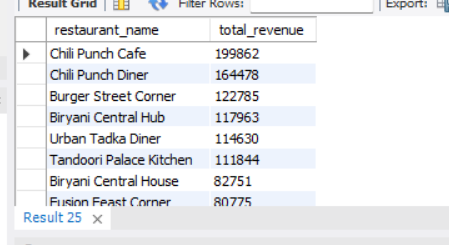 Result Grid Filter Rows: Export:
restaurant_name total_revenue
Chili Punch Cafe 199862
Chili Punch Diner 164478
Burger Street Corner 122785
Biryani Central Hub 117963
Urban Tadka Diner 114630
Tandoori Palace Kitchen 111844
Biryani Central House 82751
Fusion Feast Corner 80775
Result 25 ×